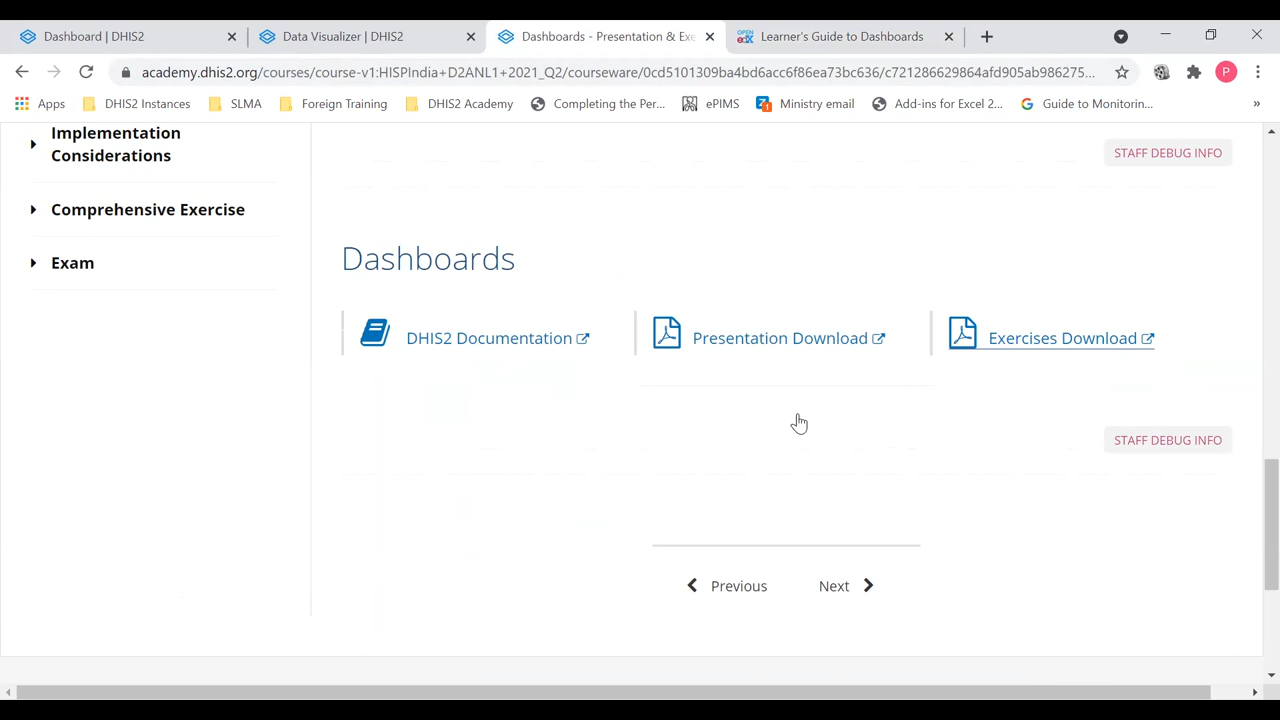 Dashboard | DHIS2
Data Visualizer | DHIS2
Dashboards - Presentation & Exe
OPEN edX Learner's Guide to Dashboards
academy.dhis2.org/courses/course-v1:HISPIndia+D2ANL1+2021_Q2/courseware/0cd5101309ba4bd6acc6f86ea73bc636/c721286629864afd905ab986275...
P
Apps DHIS2 Instances SLMA Foreign Training DHIS2 Academy Completing the Per... ePIMS Ministry email Add-ins for Excel 2... Guide to Monitorin... »
Implementation
Considerations
Comprehensive Exercise
Exam
STAFF DEBUG INFO
Dashboards
DHIS2 Documentation
Presentation Download
Exercises Download
STAFF DEBUG INFO
Previous
Next